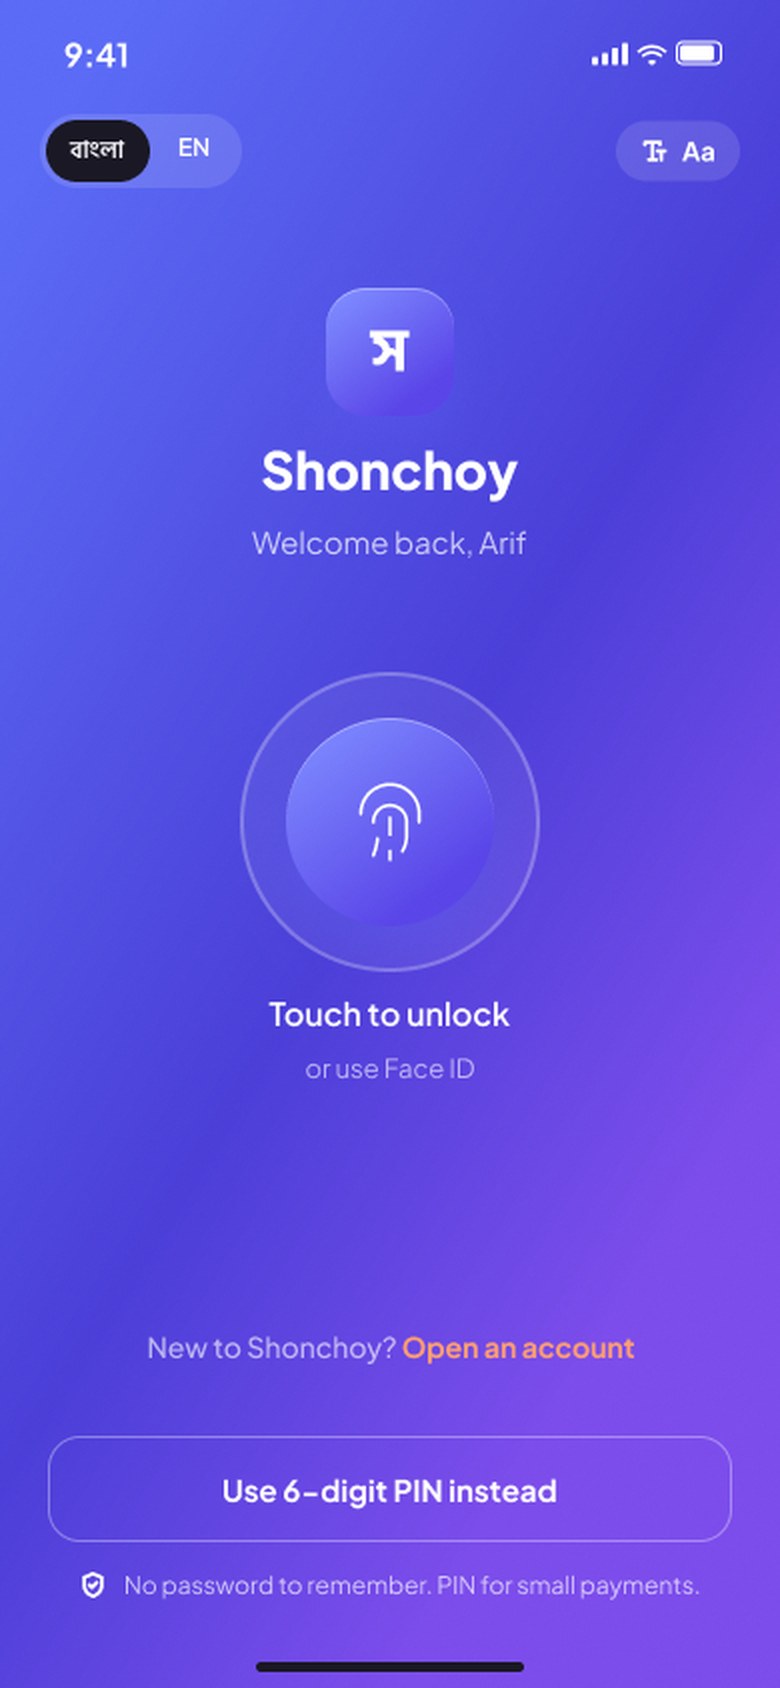 9:41
বাংলা EN
Aa
স
Shonchoy
Welcome back, Arif
Touch to unlock
or use Face ID
New to Shonchoy? Open an account
Use 6-digit PIN instead
No password to remember. PIN for small payments.